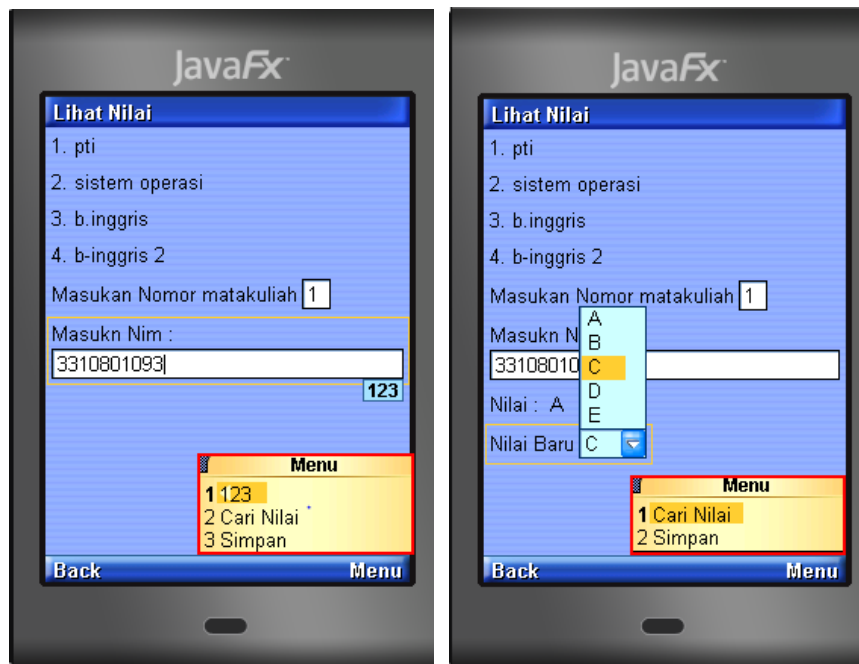 JavaFx
Lihat Nilai
1. pti
2. sistem operasi
3. b.inggris
4. b-inggris 2
Masukan Nomor matakuliah 1
Masukn Nim :
3310801093
123
Menu
1 123
2 Cari Nilai
3 Simpan
Back Menu
JavaFx
Lihat Nilai
1. pti
2. sistem operasi
3. b.inggris
4. b-inggris 2
Masukan Nomor matakuliah 1
Masukn N
33108010
A
B
C
D
E
Nilai : A
Nilai Baru C
Menu
1 Cari Nilai
2 Simpan
Back Menu